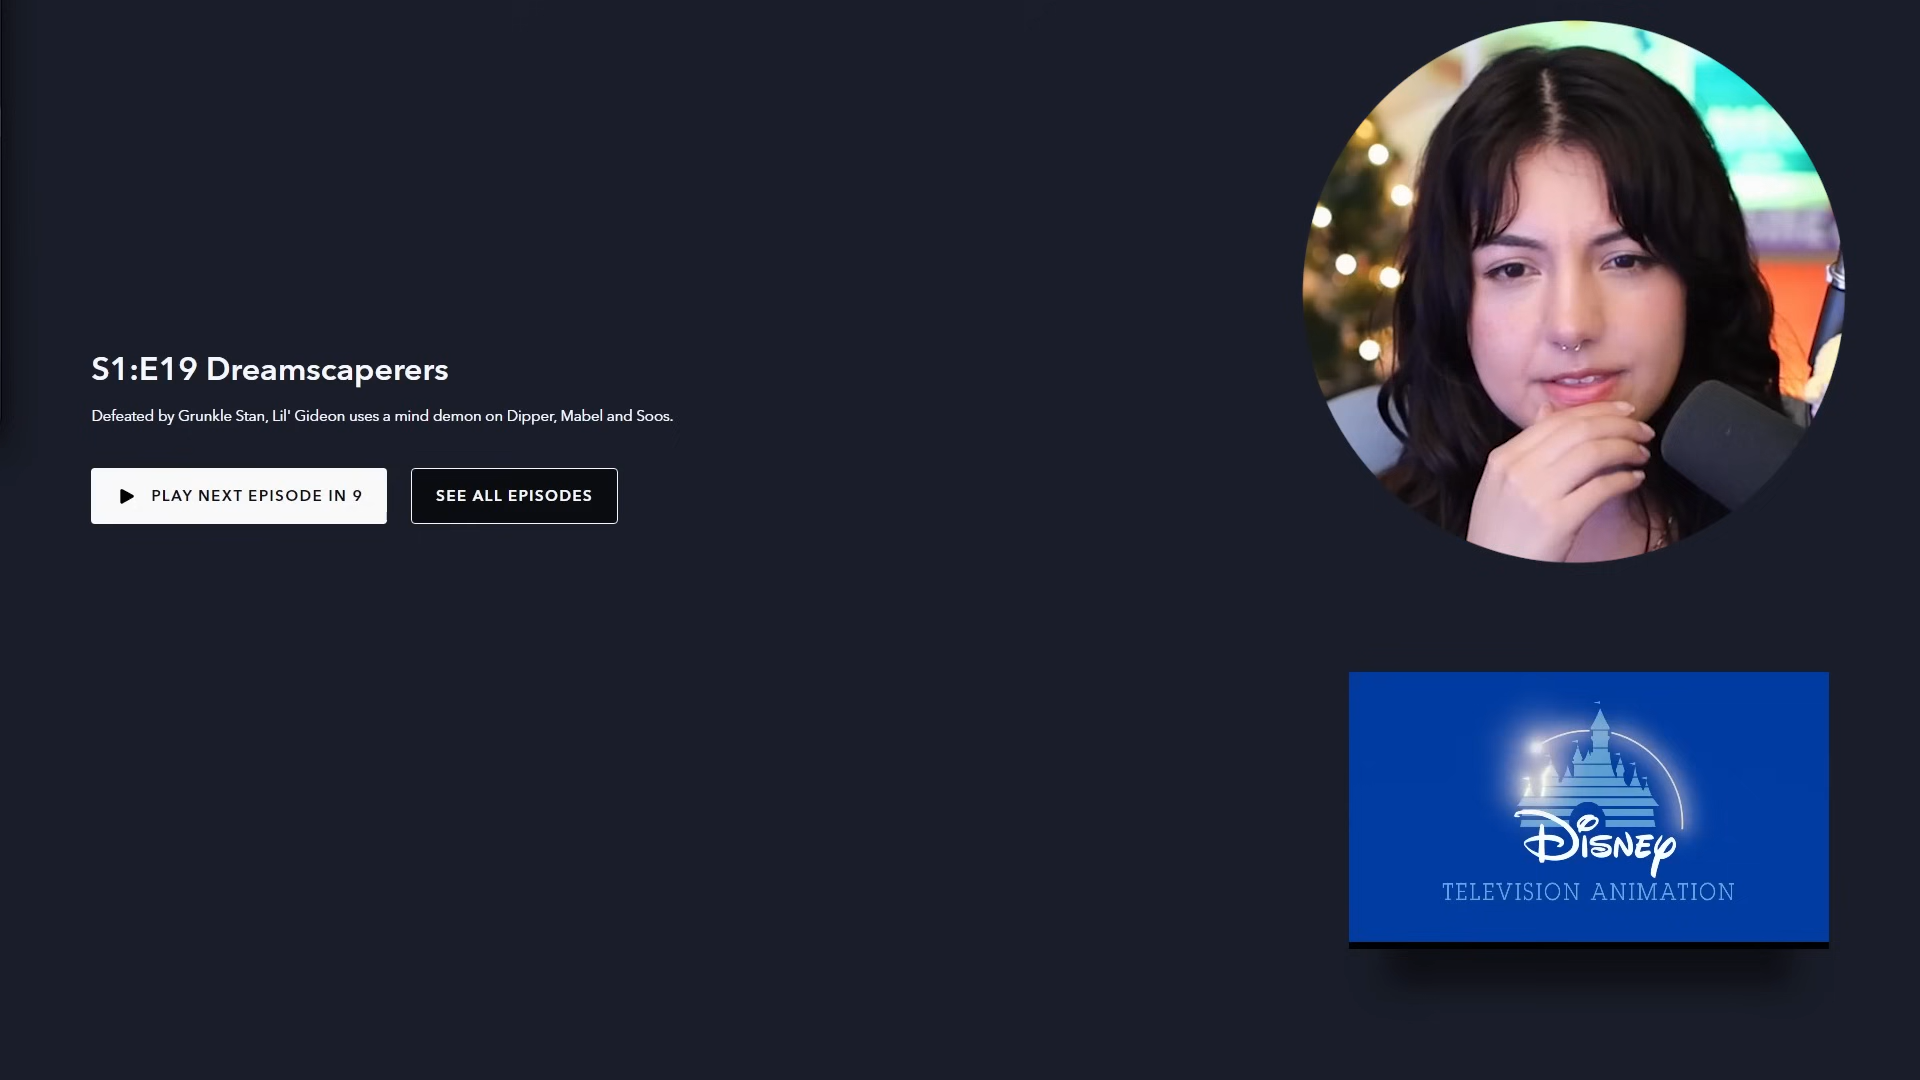 S1:E19 Dreamscaperers
Defeated by Grunkle Stan, Lil' Gideon uses a mind demon on Dipper, Mabel and Soos.
PLAY NEXT EPISODE IN 9
SEE ALL EPISODES
Disney
TELEVISION ANIMATION